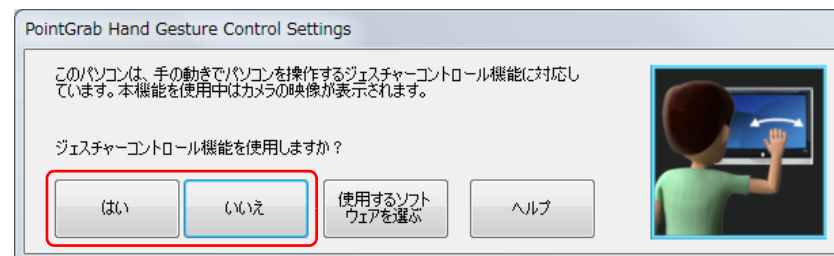 PointGrab Hand Gesture Control Settings
このパソコンは、手の動きでパソコンを操作するジェスチャーコントロール機能に対応し
ています。本機能を使用中はカメラの映像が表示されます。
ジェスチャーコントロール機能を使用しますか？
はい
いいえ
使用するソフト
ウェアを選ぶ
ヘルプ